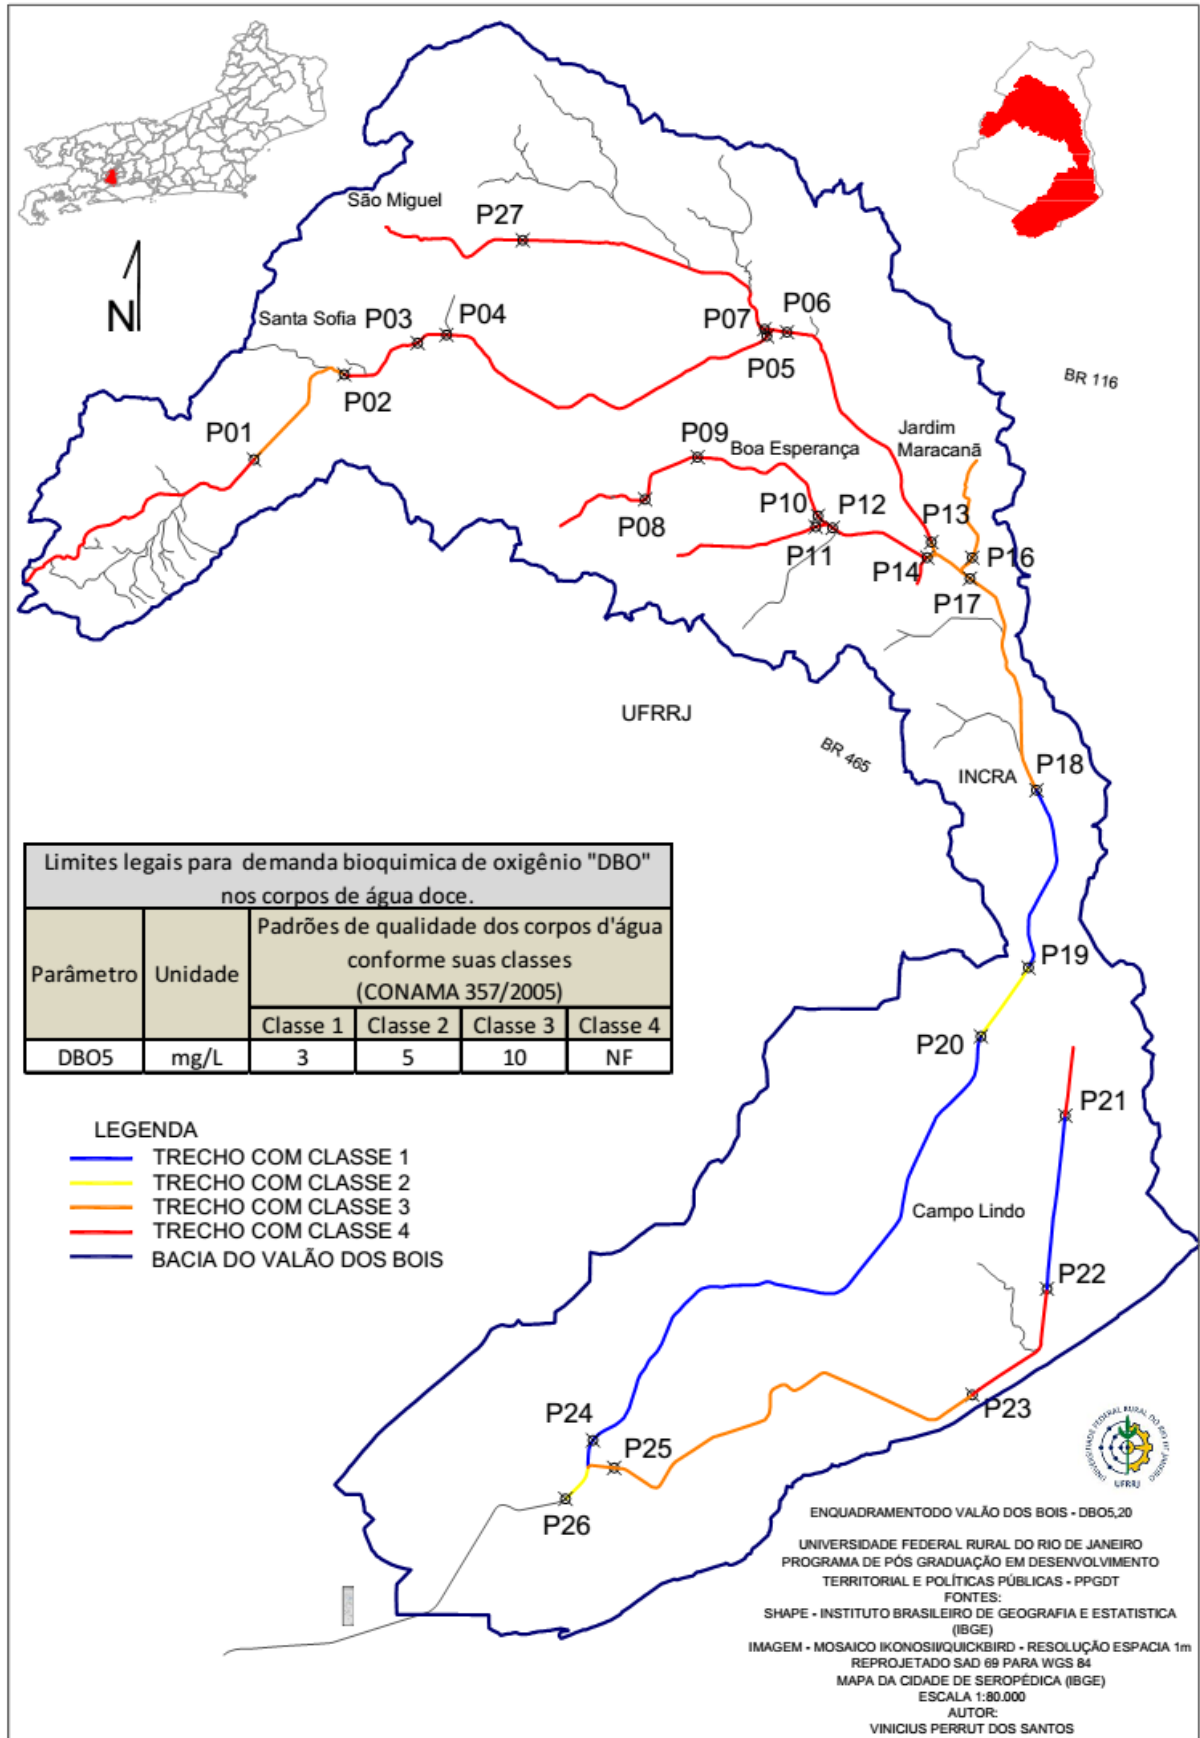 São Miguel
P27
N
Santa Sofia
P03
P04
P07
P06
P05
P02
BR 116
P01
P09
Boa Esperança
Jardim
Maracanã
P08
P10
P12
P11
P13
P14
P16
P17
UFRRJ
BR 465
INCRA
P18
Limites legais para demanda bioquimica de oxigênio "DBO"
nos corpos de água doce.
Parâmetro
Unidade
Padrões de qualidade dos corpos d'água
conforme suas classes
(CONAMA 357/2005)
Classe 1
Classe 2
Classe 3
Classe 4
DBO5
mg/L
3
5
10
NF
P19
P20
P21
LEGENDA
TRECHO COM CLASSE 1
TRECHO COM CLASSE 2
TRECHO COM CLASSE 3
TRECHO COM CLASSE 4
BACIA DO VALÃO DOS BOIS
Campo Lindo
P22
P23
P24
P25
P26
UNIVERSIDADE FEDERAL RURAL DO RIO DE JANEIRO
UFRRJ
ENQUADRAMENTODO VALÃO DOS BOIS - DBO5,20
UNIVERSIDADE FEDERAL RURAL DO RIO DE JANEIRO
PROGRAMA DE PÓS GRADUAÇÃO EM DESENVOLVIMENTO
TERRITORIAL E POLÍTICAS PÚBLICAS - PPGDT
FONTES:
SHAPE - INSTITUTO BRASILEIRO DE GEOGRAFIA E ESTATISTICA
(IBGE)
IMAGEM - MOSAICO IKONOSII/QUICKBIRD - RESOLUÇÃO ESPACIA 1m
REPROJETADO SAD 69 PARA WGS 84
MAPA DA CIDADE DE SEROPÉDICA (IBGE)
ESCALA 1:80.000
AUTOR:
VINICIUS PERRUT DOS SANTOS